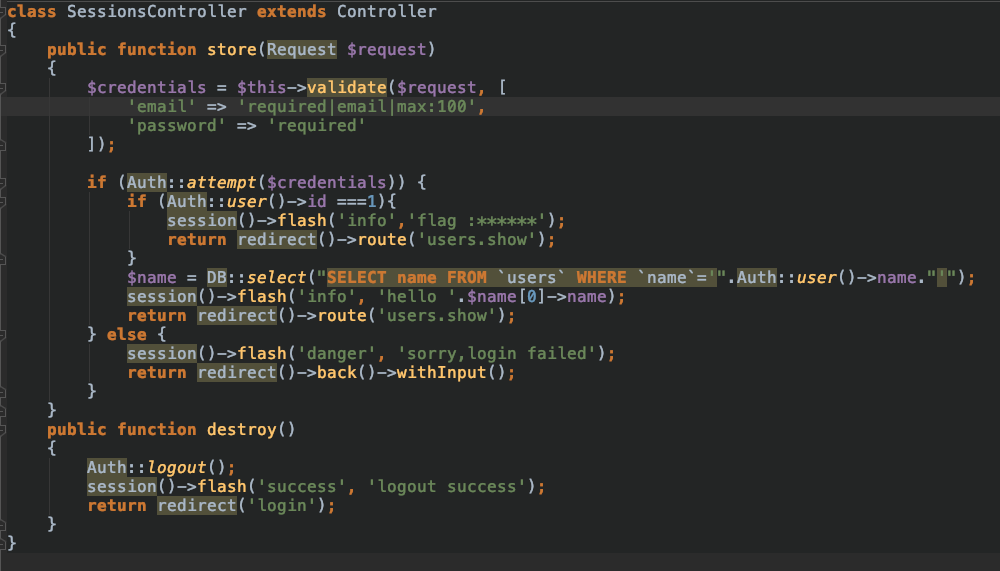 class SessionsController extends Controller
{
    public function store(Request $request)
    {
        $credentials = $this->validate($request, [
            'email' => 'required|email|max:100',
            'password' => 'required'
        ]);

        if (Auth::attempt($credentials)) {
            if (Auth::user()->id ===1){
                session()->flash('info','flag :******');
                return redirect()->route('users.show');
            }
            $name = DB::select("SELECT name FROM `users` WHERE `name`='".Auth::user()->name."'");
            session()->flash('info', 'hello '.$name[0]->name);
            return redirect()->route('users.show');
        } else {
            session()->flash('danger', 'sorry,login failed');
            return redirect()->back()->withInput();
        }
    }
    public function destroy()
    {
        Auth::logout();
        session()->flash('success', 'logout success');
        return redirect('login');
    }
}